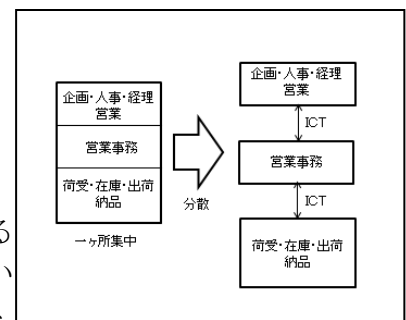 企画・人事・経理
営業
営業事務
荷受・在庫・出荷
納品
一ヶ所集中
分散
企画・人事・経理
営業
ICT
営業事務
ICT
荷受・在庫・出荷
納品
る
い